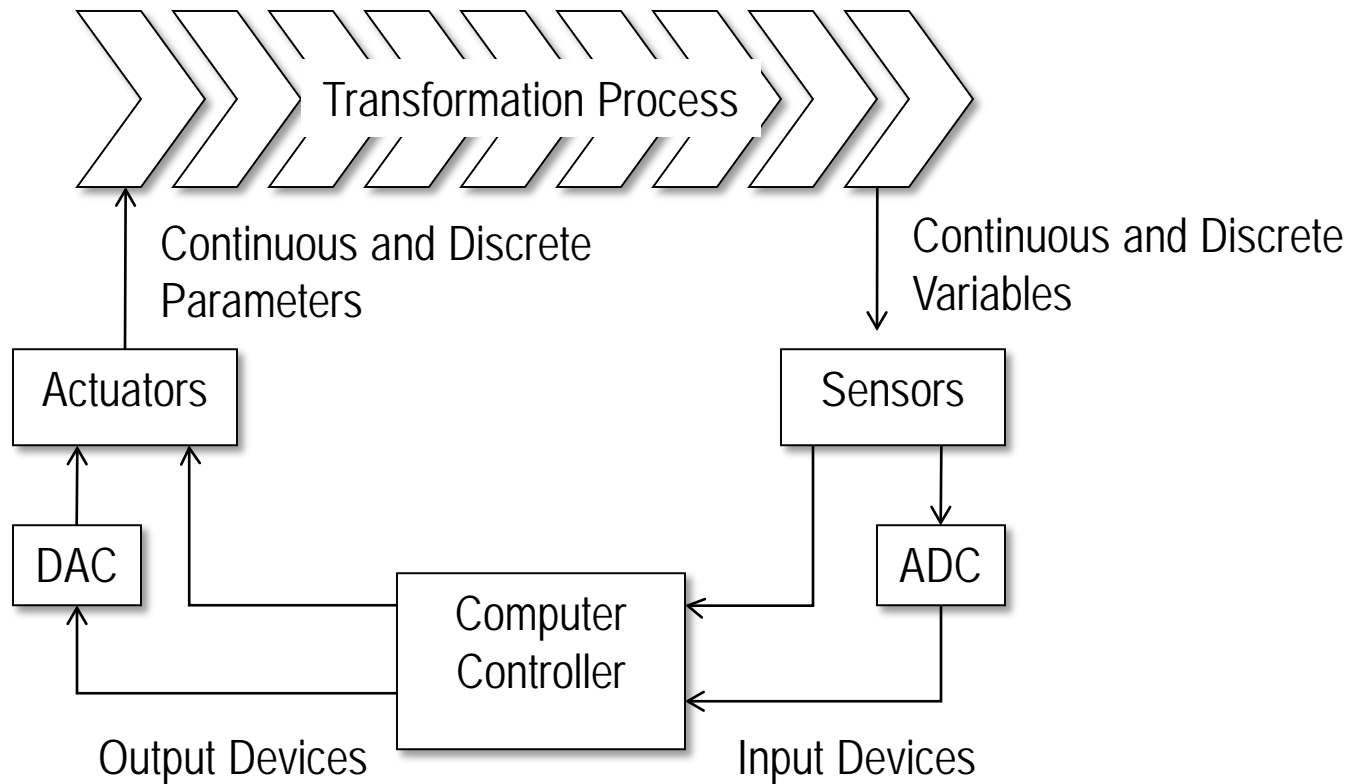 Transformation Process
Continuous and Discrete
Parameters
Continuous and Discrete
Variables
Actuators
Sensors
DAC
ADC
Computer
Controller
Output Devices
Input Devices